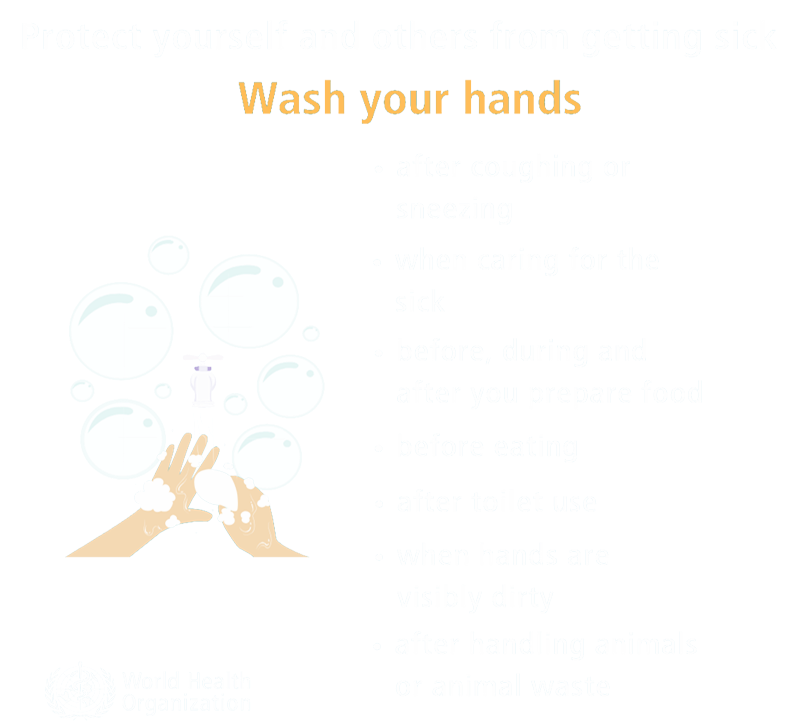 Protect yourself and others from getting sick
Wash your hands
• after coughing or
sneezing
• when caring for the
sick
• before, during and
after you prepare food
• before eating
• after toilet use
• when hands are
visibly dirty
• after handling animals
or animal waste
World Health
Organization